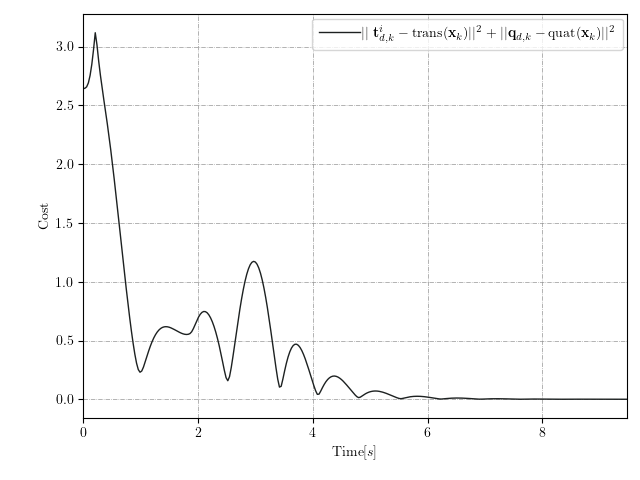 || t^i_{d,k} − trans(x_k)||^2 + ||q_{d,k} − quat(x_k)||^2
3.0
2.5
2.0
1.5
1.0
0.5
0.0
Cost
0 2 4 6 8
Time[s]